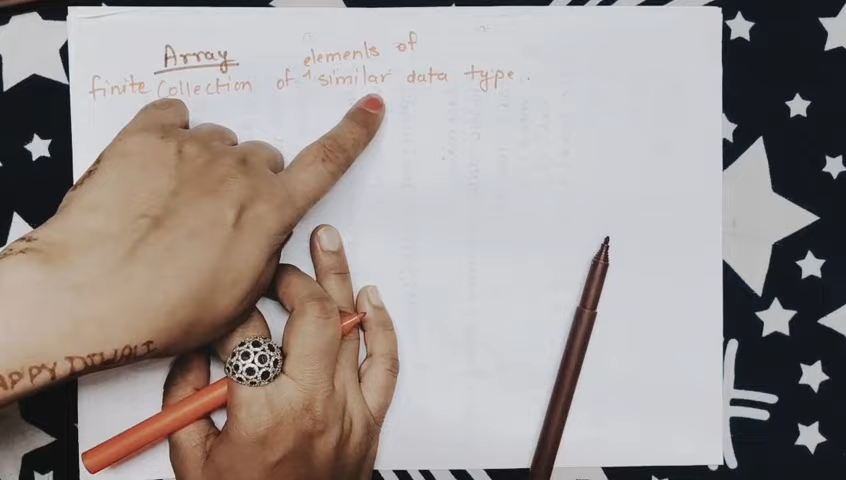 Array
elements of
finite Collection of similar data type.
APPY DIWALI